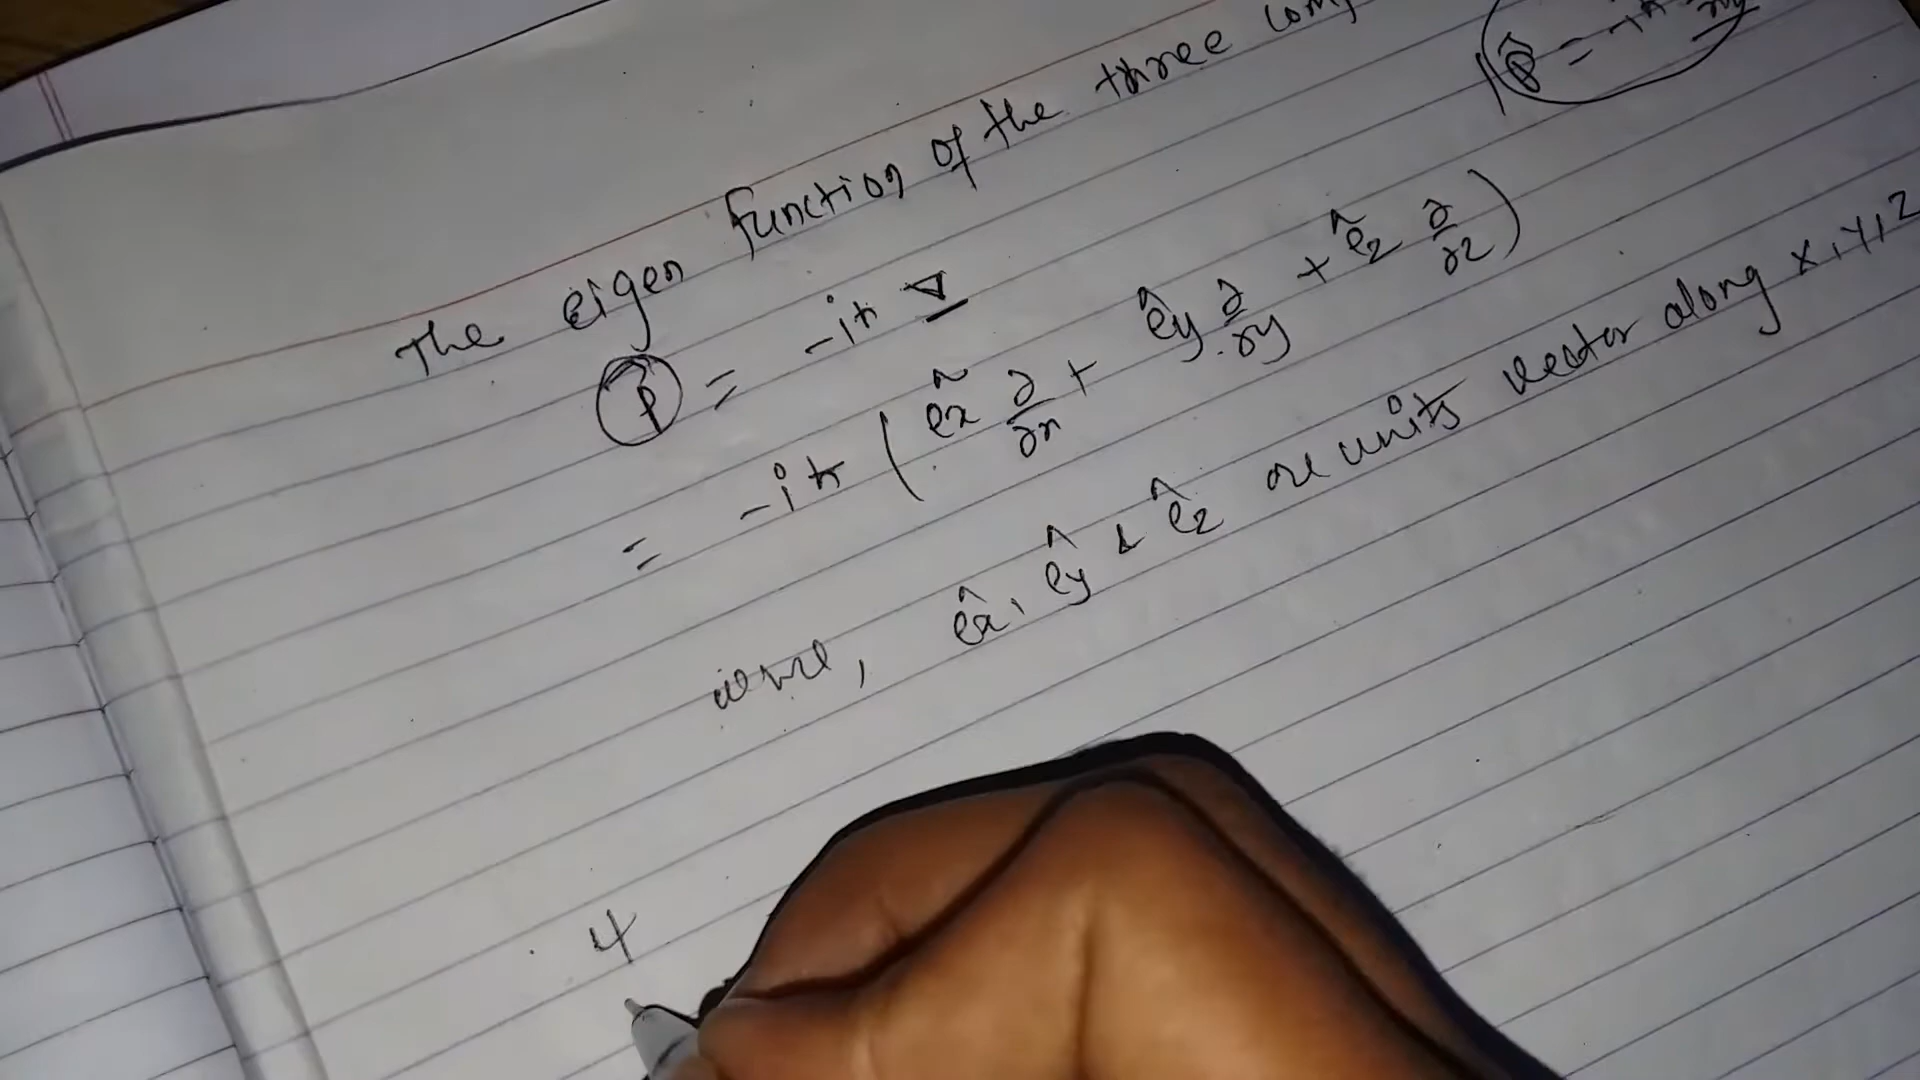 The eigen function of the three
p̂ = -iħ ∇
= -iħ ( êx ∂/∂x + êy ∂/∂y + êz ∂/∂z )
where, êx, êy & êz are units vector along x, y, z
ψ